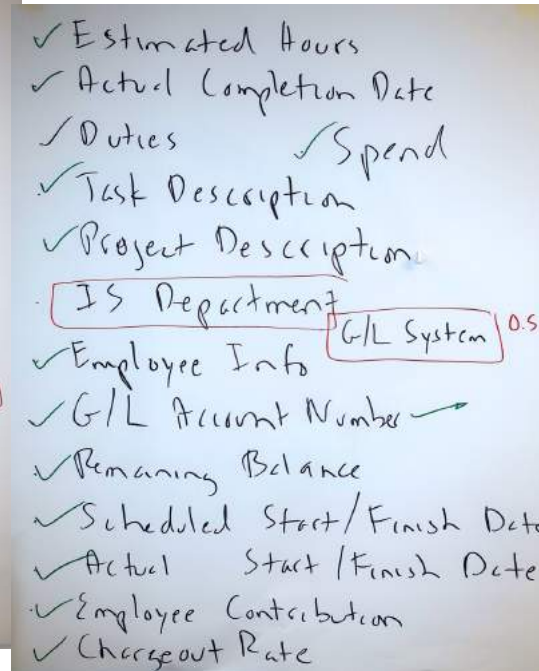 Estimated Hours
Actual Completion Date
Duties
Spend
Task Description
Project Description
IS Department
G/L System 0.5
Employee Info
G/L Account Number
Remaning Balance
Scheduled Start/Finish Date
Actual Start/Finish Date
Employee Contribution
Chargeout Rate